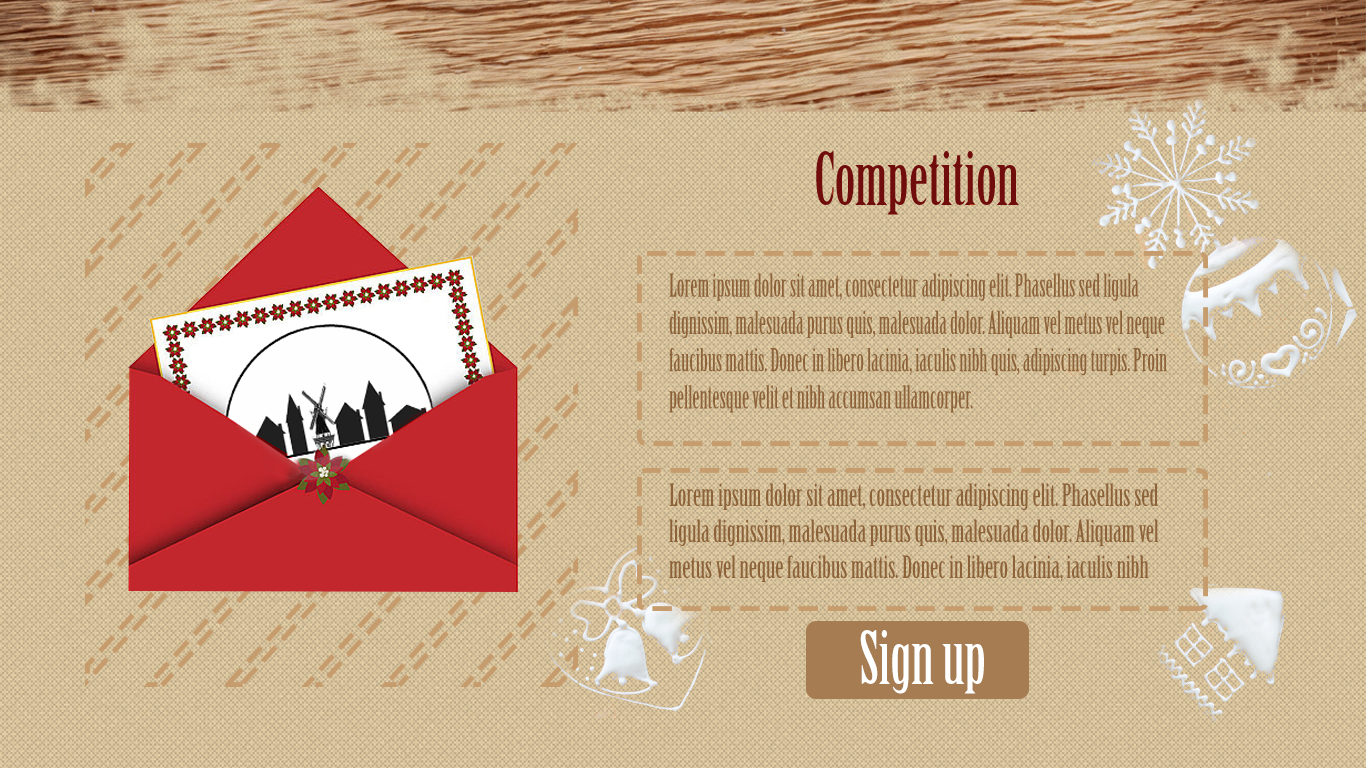 Competition
Lorem ipsum dolor sit amet, consectetur adipiscing elit. Phasellus sed ligula
dignissim, malesuada purus quis, malesuada dolor. Aliquam vel metus vel neque
faucibus mattis. Donec in libero lacinia, iaculis nibh quis, adipiscing turpis. Proin
pellentesque velit et nibh accumsan ullamcorper.
Lorem ipsum dolor sit amet, consectetur adipiscing elit. Phasellus sed
ligula dignissim, malesuada purus quis, malesuada dolor. Aliquam vel
metus vel neque faucibus mattis. Donec in libero lacinia, iaculis nibh
Sign up